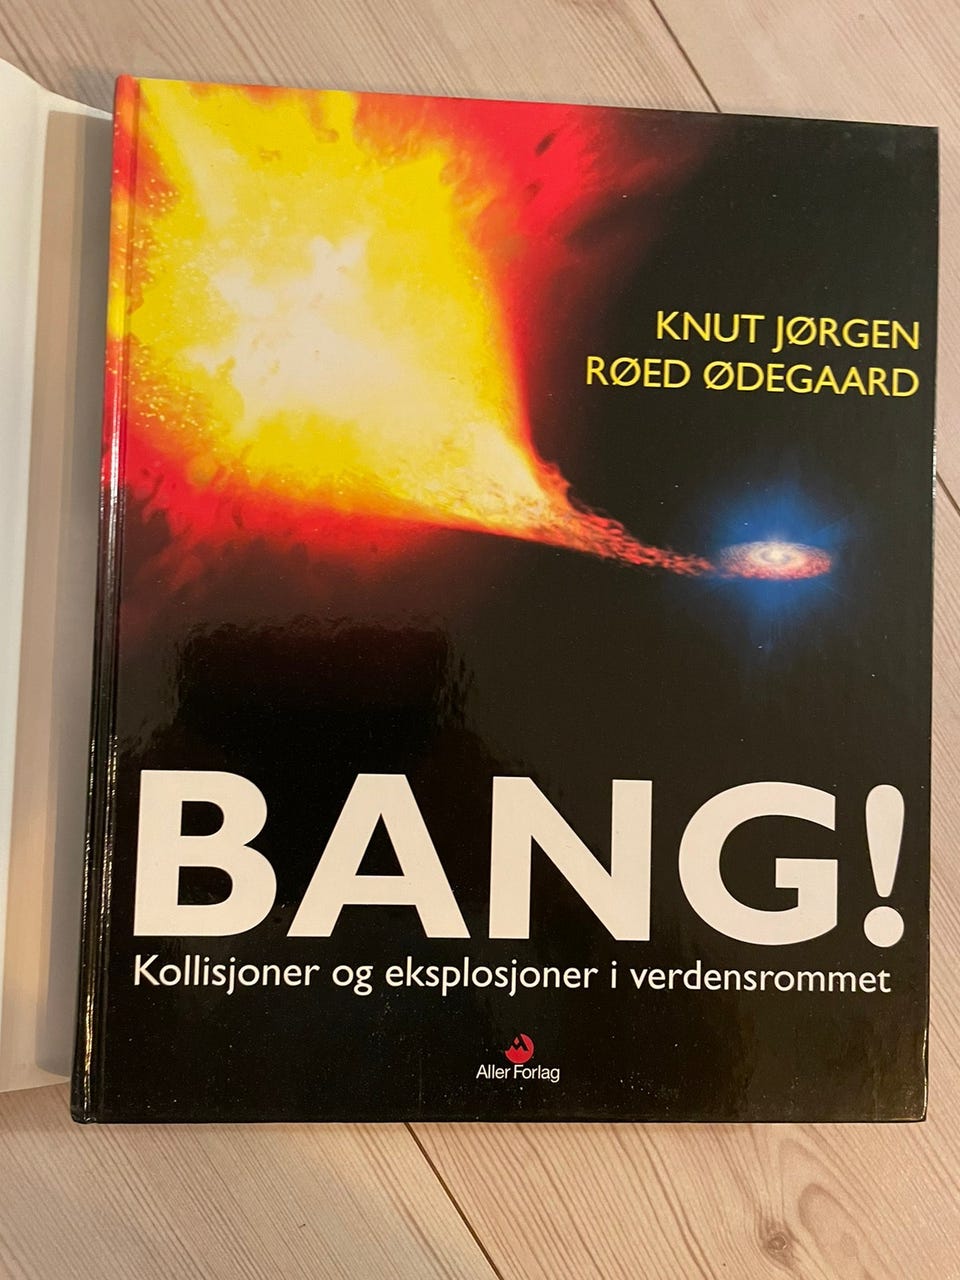 KNUT JØRGEN
RØED ØDEGAARD
BANG!
Kollisjoner og eksplosjoner i verdensrommet
Aller Forlag